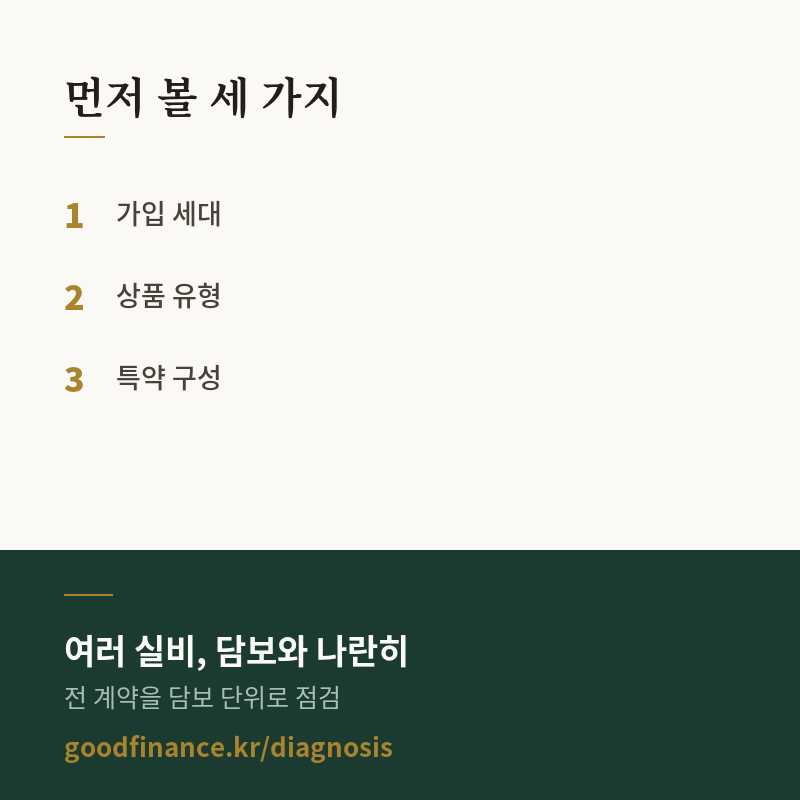 먼저 볼 세 가지
1 가입 세대
2 상품 유형
3 특약 구성
여러 실비, 담보와 나란히
전 계약을 담보 단위로 점검
goodfinance.kr/diagnosis